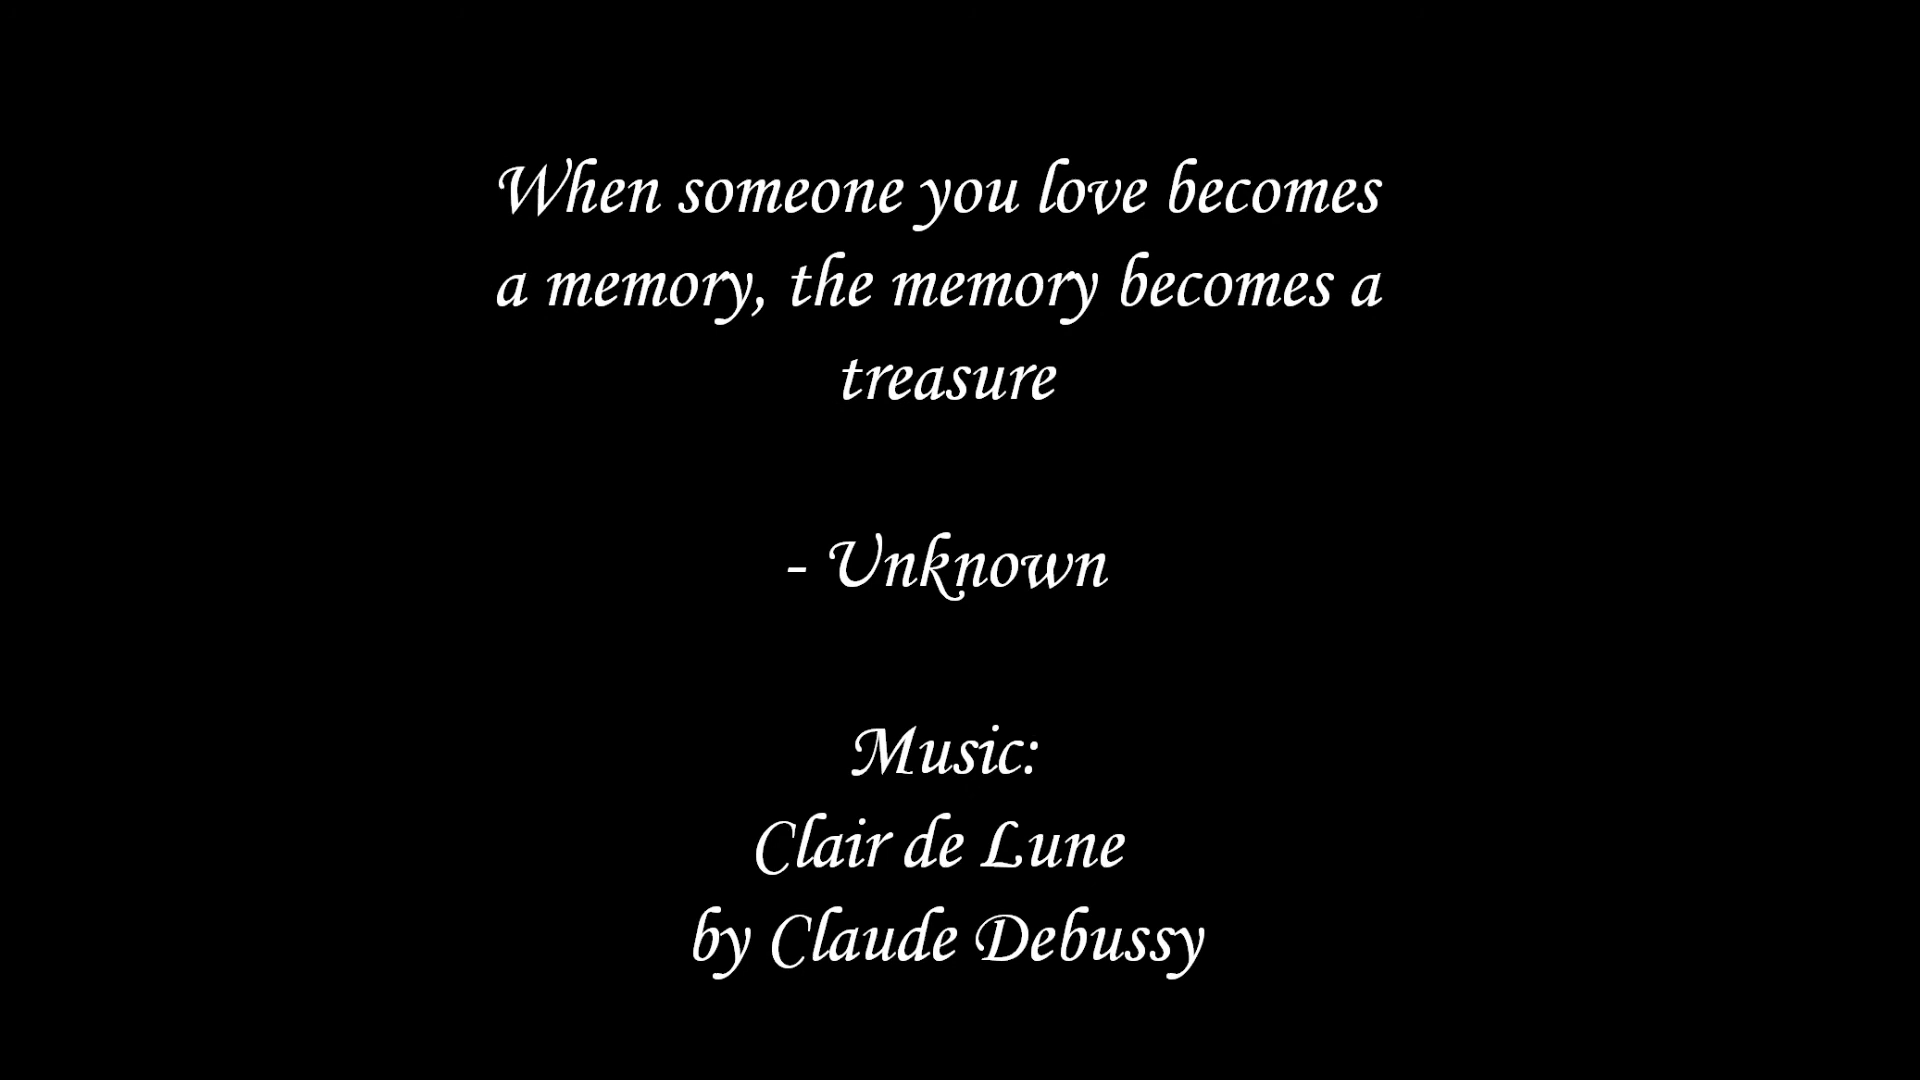 When someone you love becomes
a memory, the memory becomes a
treasure
- Unknown
Music:
Clair de Lune
by Claude Debussy